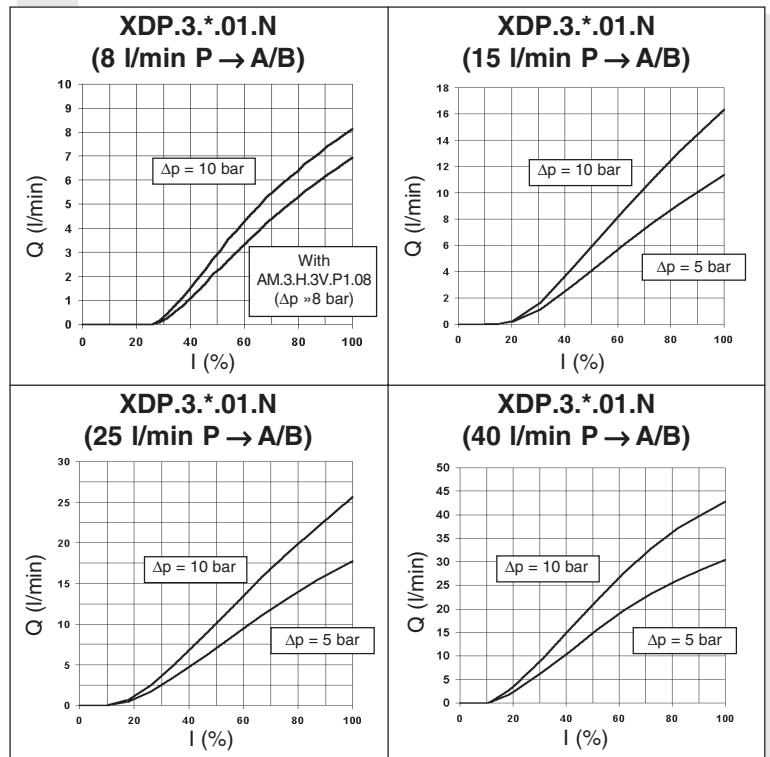 XDP.3.*.01.N
(8 l/min P → A/B)
10
9
8
7
6
5
4
3
2
1
0
Q (l/min)
Δp = 10 bar
With
AM.3.H.3V.P1.08
(Δp »8 bar)
0 20 40 60 80 100
I (%)
XDP.3.*.01.N
(15 l/min P → A/B)
18
16
14
12
10
8
6
4
2
0
Q (l/min)
Δp = 10 bar
Δp = 5 bar
0 20 40 60 80 100
I (%)
XDP.3.*.01.N
(25 l/min P → A/B)
30
25
20
15
10
5
0
Q (l/min)
Δp = 10 bar
Δp = 5 bar
0 20 40 60 80 100
I (%)
XDP.3.*.01.N
(40 l/min P → A/B)
50
45
40
35
30
25
20
15
10
5
0
Q (l/min)
Δp = 10 bar
Δp = 5 bar
0 20 40 60 80 100
I (%)